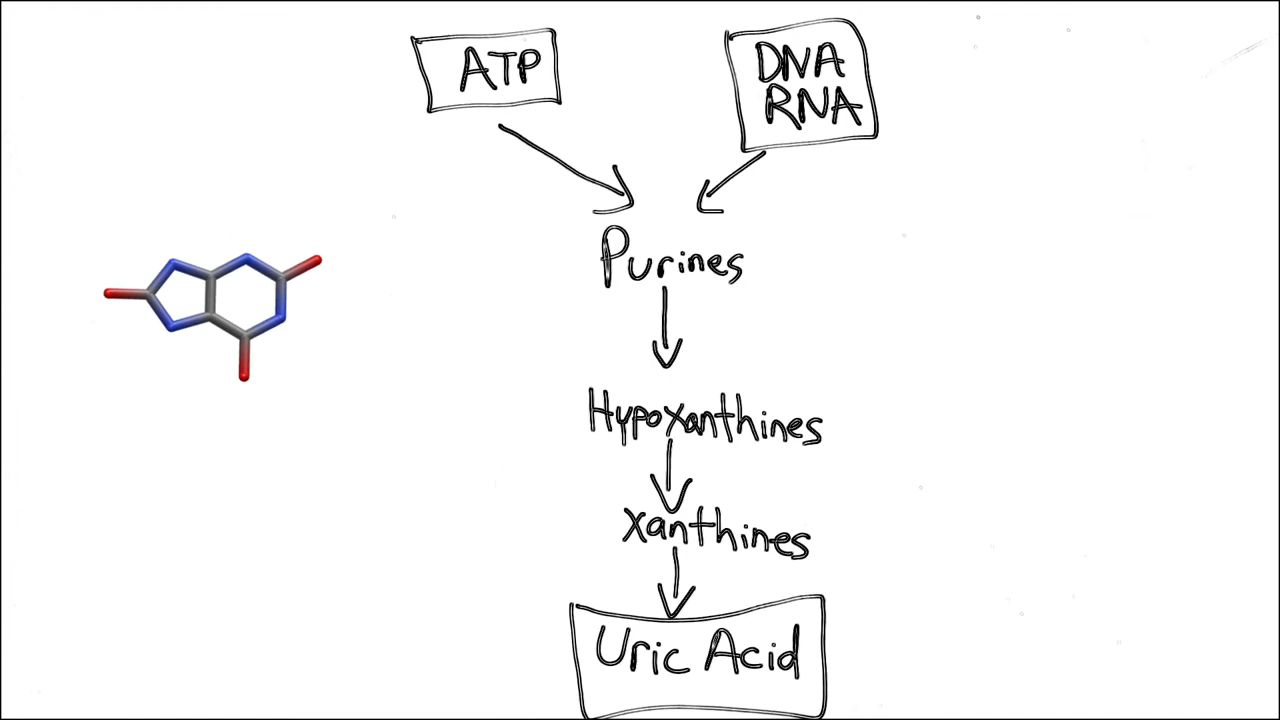 ATP
DNA
RNA
Purines
Hypoxanthines
xanthines
Uric Acid